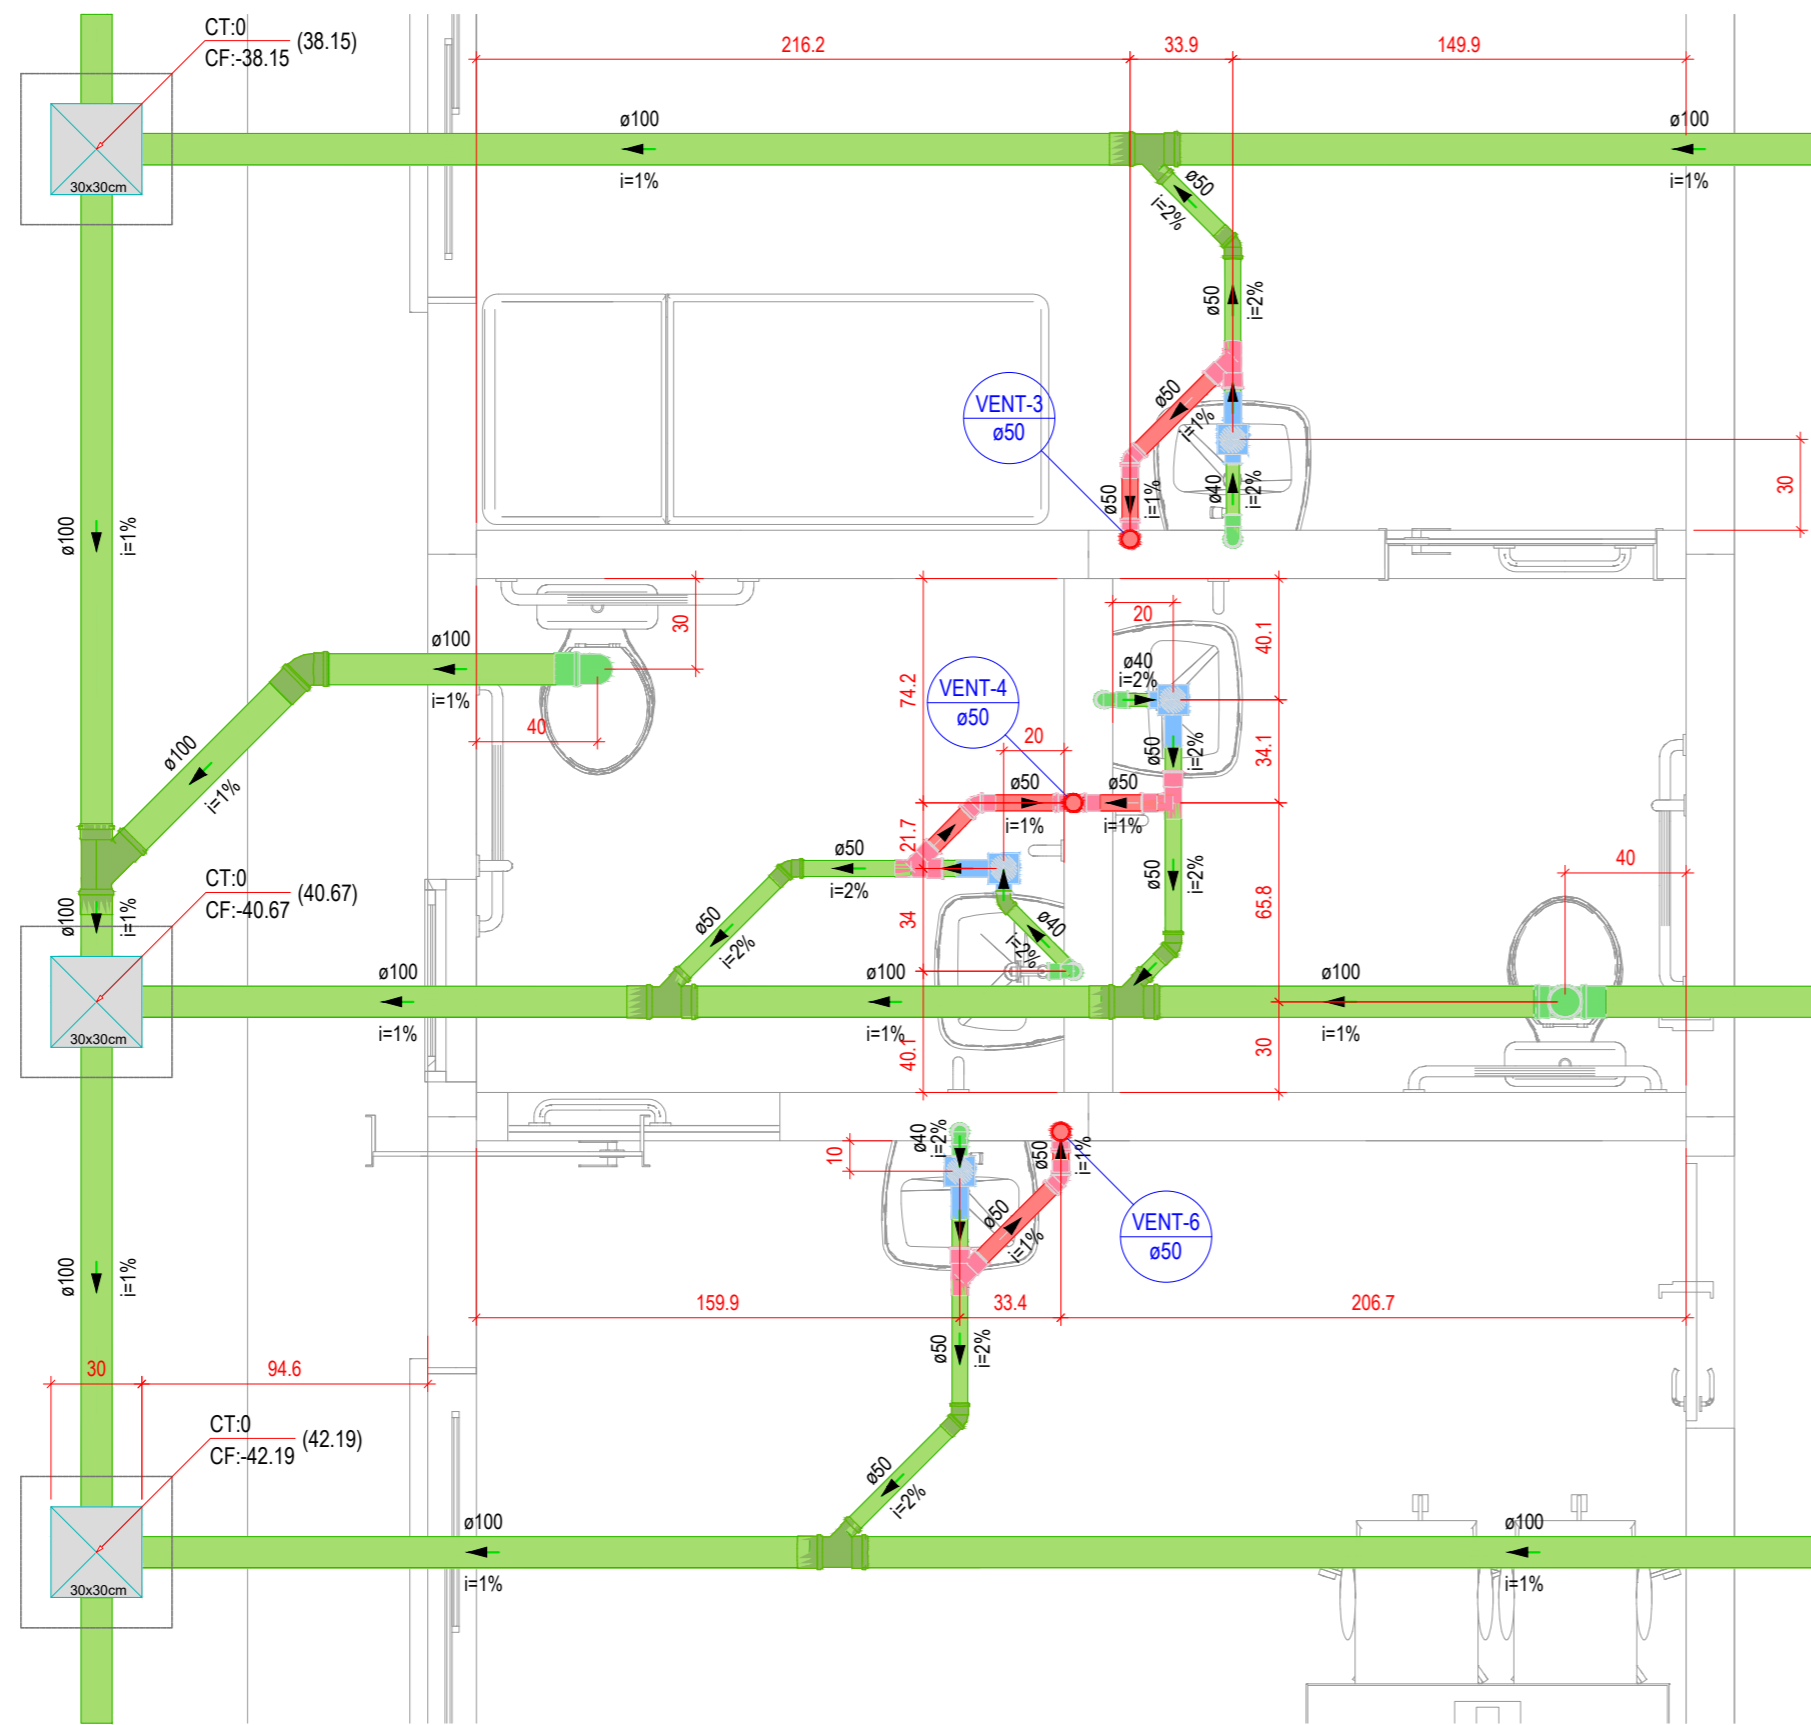 CT:0
CF:-38.15
(38.15)
216.2
33.9
149.9
ø100
i=1%
ø100
i=1%
30x30cm
ø50
i=2%
ø50
i=2%
VENT-3
ø50
ø50
i=1%
ø50
i=1%
ø40
i=2%
30
ø100
i=1%
ø100
i=1%
30
40
ø100
i=1%
20
40.1
ø40
i=2%
74.2
VENT-4
ø50
20
ø50
i=2%
34.1
ø50
i=1%
ø50
i=1%
21.7
ø50
i=2%
ø50
i=2%
65.8
40
CT:0
CF:-40.67
(40.67)
ø100
i=1%
ø50
i=2%
34
ø40
i=2%
ø100
i=1%
ø100
i=1%
ø100
i=1%
30x30cm
40.1
30
ø40
i=2%
10
ø50
i=1%
ø50
i=1%
VENT-6
ø50
ø100
i=1%
159.9
33.4
206.7
ø50
i=2%
30
94.6
CT:0
CF:-42.19
(42.19)
ø50
i=2%
ø100
i=1%
ø100
i=1%
30x30cm